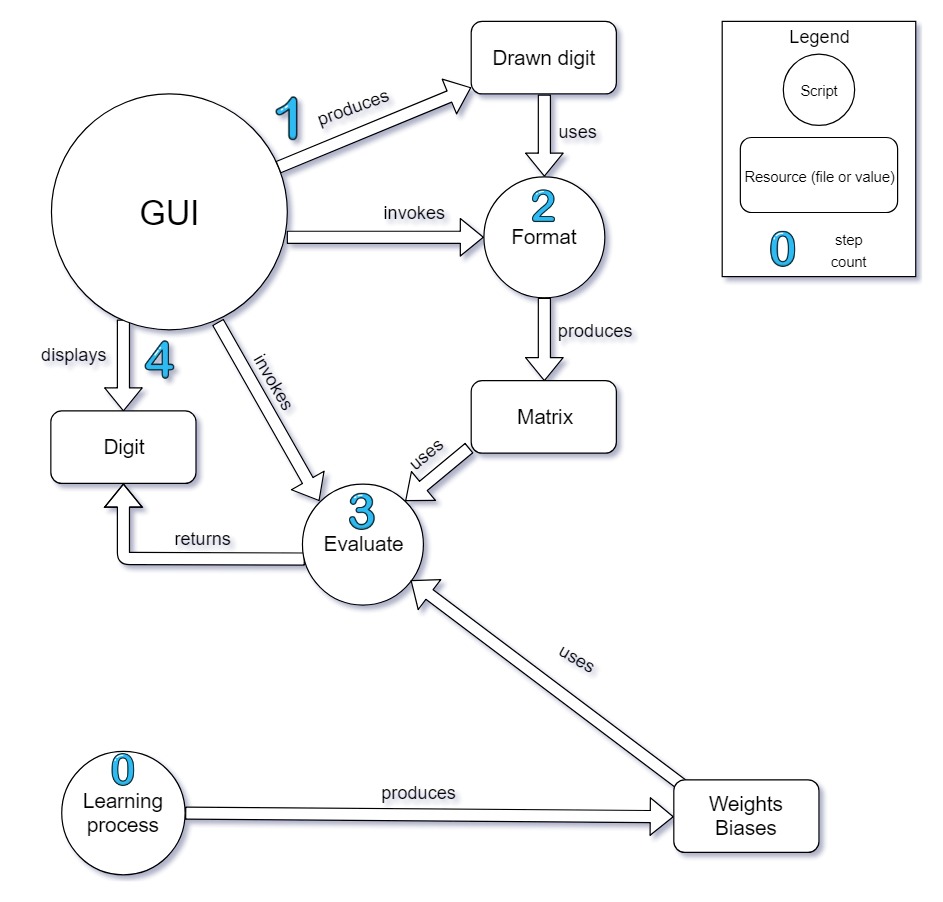 Drawn digit
Legend
Script
1
produces
uses
Resource (file or value)
GUI
invokes
2
Format
0
step
count
displays
4
invokes
produces
Digit
Matrix
uses
3
Evaluate
returns
uses
0
Learning
process
produces
Weights
Biases